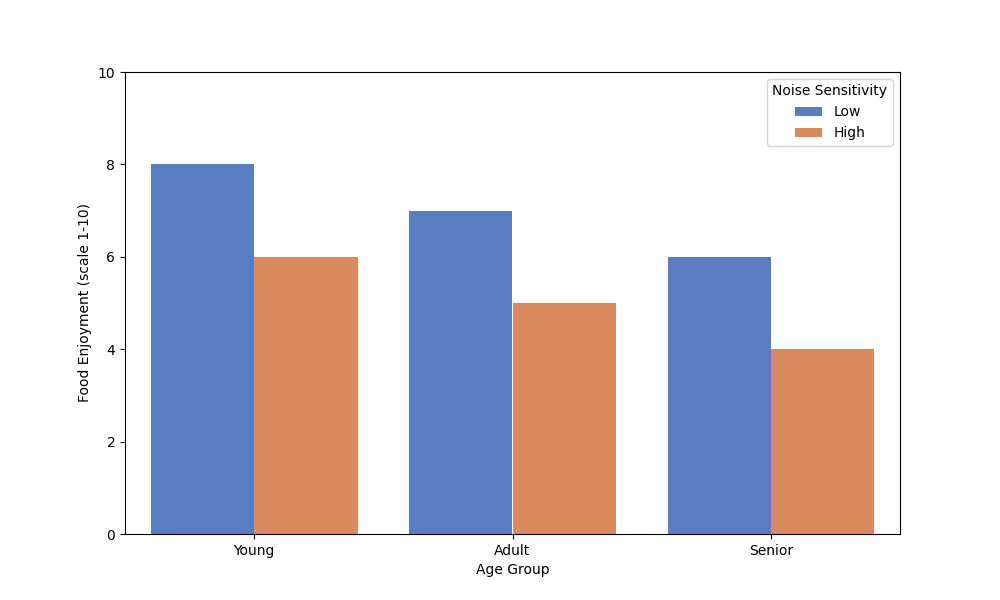 10
8
6
4
2
0
Food Enjoyment (scale 1-10)
Noise Sensitivity
Low
High
Young Adult Senior
Age Group